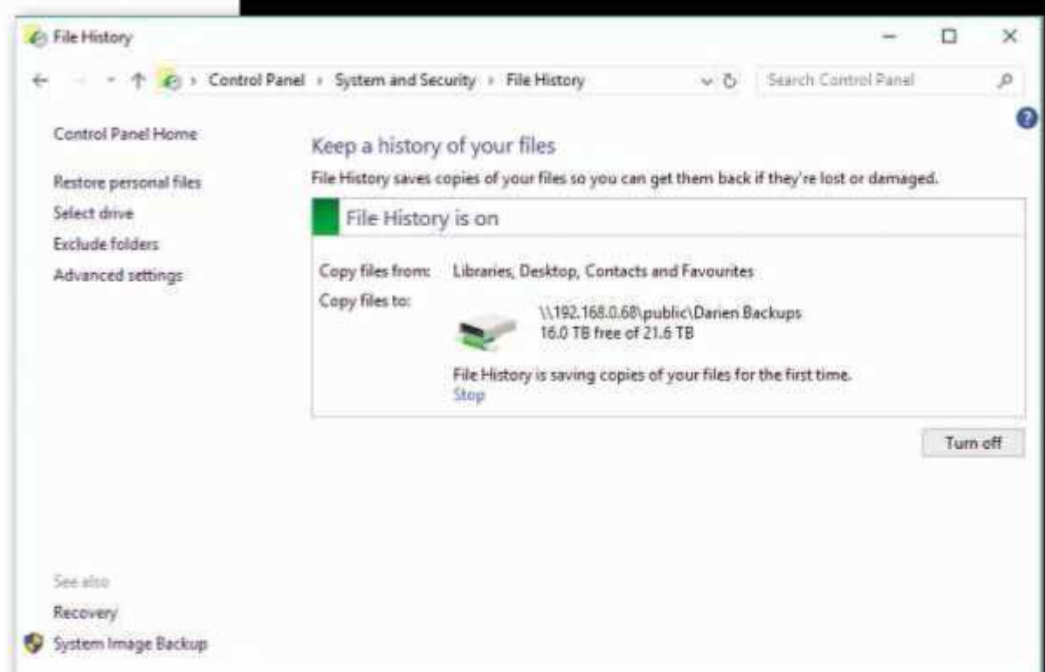 File History
Control Panel › System and Security › File History
Search Control Panel
Control Panel Home
Restore personal files
Select drive
Exclude folders
Advanced settings
Keep a history of your files
File History saves copies of your files so you can get them back if they're lost or damaged.
File History is on
Copy files from: Libraries, Desktop, Contacts and Favourites
Copy files to:
\\192.168.0.68\public\Darien Backups
16.0 TB free of 21.6 TB
File History is saving copies of your files for the first time.
Stop
Turn off
See also
Recovery
System Image Backup